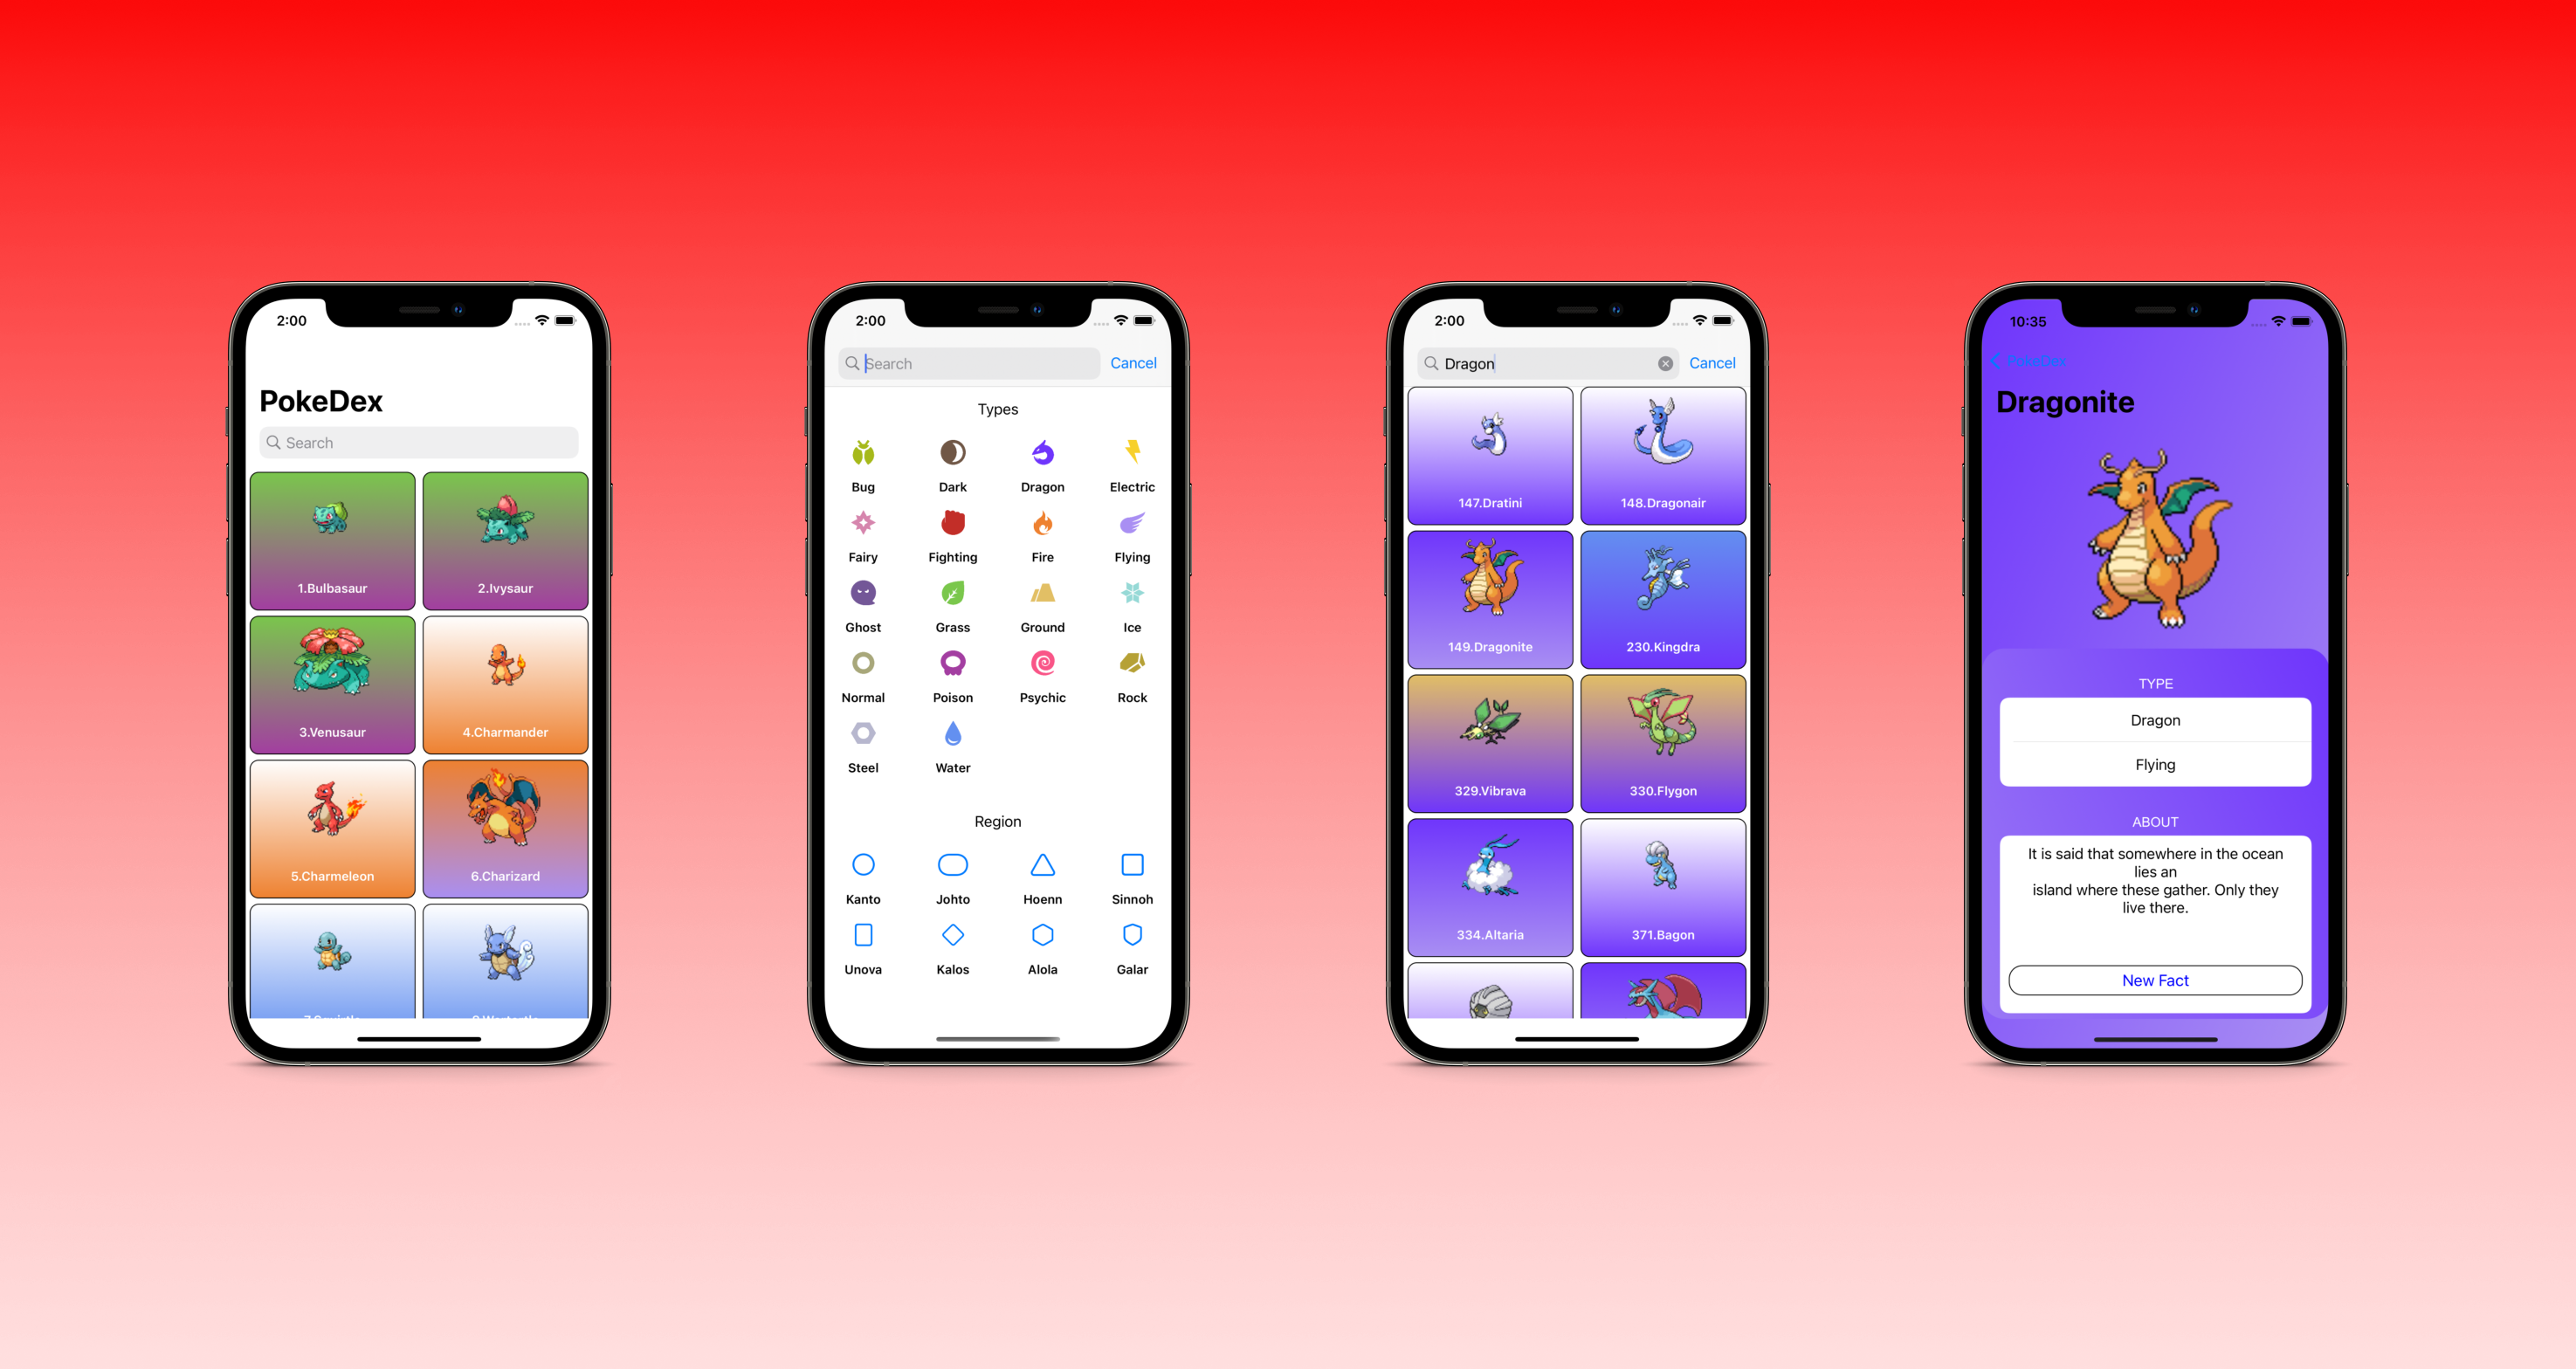 2:00
PokeDex
Search
1.Bulbasaur
2.Ivysaur
3.Venusaur
4.Charmander
5.Charmeleon
6.Charizard
2:00
Search
Cancel
Types
Bug
Dark
Dragon
Electric
Fairy
Fighting
Fire
Flying
Ghost
Grass
Ground
Ice
Normal
Poison
Psychic
Rock
Steel
Water
Region
Kanto
Johto
Hoenn
Sinnoh
Unova
Kalos
Alola
Galar
2:00
Dragon
Cancel
147.Dratini
148.Dragonair
149.Dragonite
230.Kingdra
329.Vibrava
330.Flygon
334.Altaria
371.Bagon
10:35
PokeDex
Dragonite
TYPE
Dragon
Flying
ABOUT
It is said that somewhere in the ocean
lies an
island where these gather. Only they
live there.
New Fact